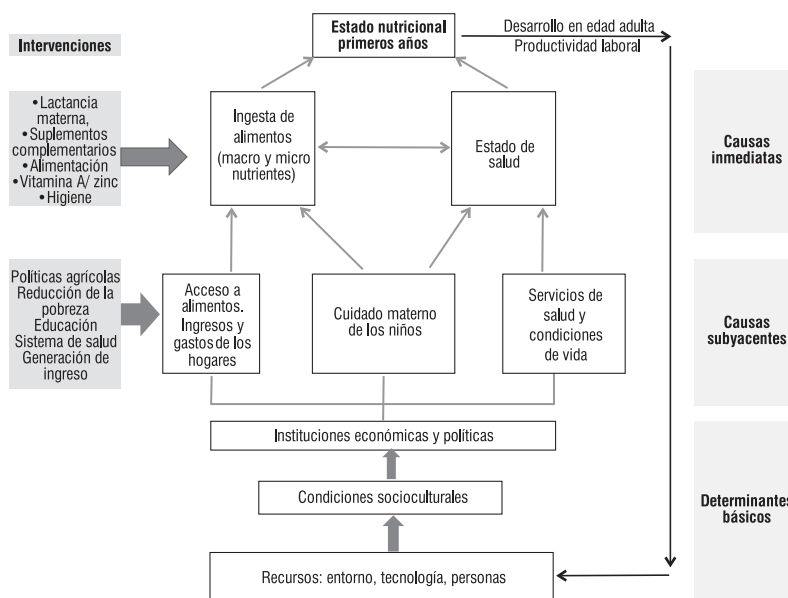 Estado nutricional
primeros años
Desarrollo en edad adulta
Productividad laboral
Intervenciones
• Lactancia
materna,
• Suplementos
complementarios
• Alimentación
• Vitamina A/ zinc
• Higiene
Ingesta de
alimentos
(macro y micro
nutrientes)
Estado de
salud
Causas
inmediatas
Políticas agrícolas
Reducción de la
pobreza
Educación
Sistema de salud
Generación de
ingreso
Acceso a
alimentos.
Ingresos y
gastos de los
hogares
Cuidado materno
de los niños
Servicios de
salud y
condiciones
de vida
Causas
subyacentes
Instituciones económicas y políticas
Condiciones socioculturales
Recursos: entorno, tecnología, personas
Determinantes
básicos